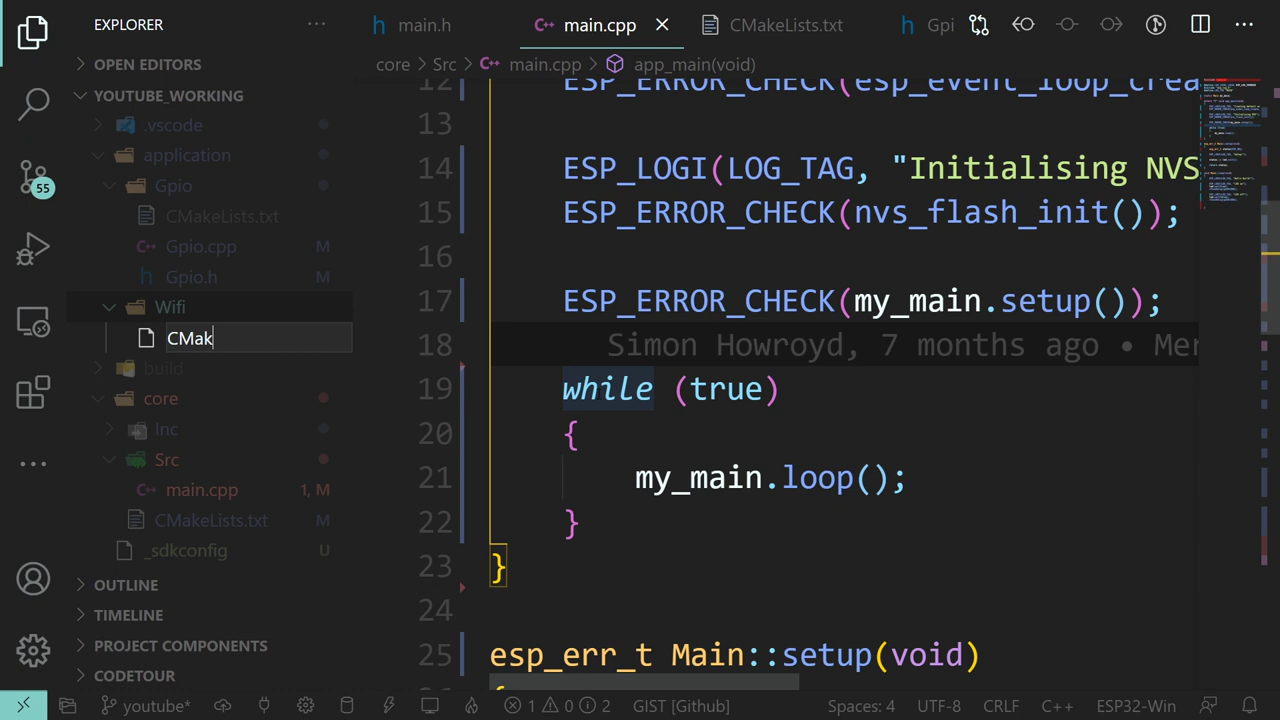 EXPLORER
main.h
main.cpp
CMakeLists.txt
Gpi
OPEN EDITORS
core > Src > main.cpp > app_main(void)
YOUTUBE_WORKING
.vscode
application
Gpio
CMakeLists.txt
Gpio.cpp M
Gpio.h M
Wifi
CMak
build
core
Inc
Src
main.cpp 1, M
CMakeLists.txt M
_sdkconfig U
OUTLINE
TIMELINE
PROJECT COMPONENTS
CODETOUR
55
12 ESP_ERROR_CHECK(esp_event_loop_crea
13
14 ESP_LOGI(LOG_TAG, "Initialising NVS
15 ESP_ERROR_CHECK(nvs_flash_init());
16
17 ESP_ERROR_CHECK(my_main.setup());
18 Simon Howroyd, 7 months ago • Mer
19 while (true)
20 {
21 my_main.loop();
22 }
23 }
24
25 esp_err_t Main::setup(void)
youtube* 1 0 2 GIST [Github] Spaces: 4 UTF-8 CRLF C++ ESP32-Win